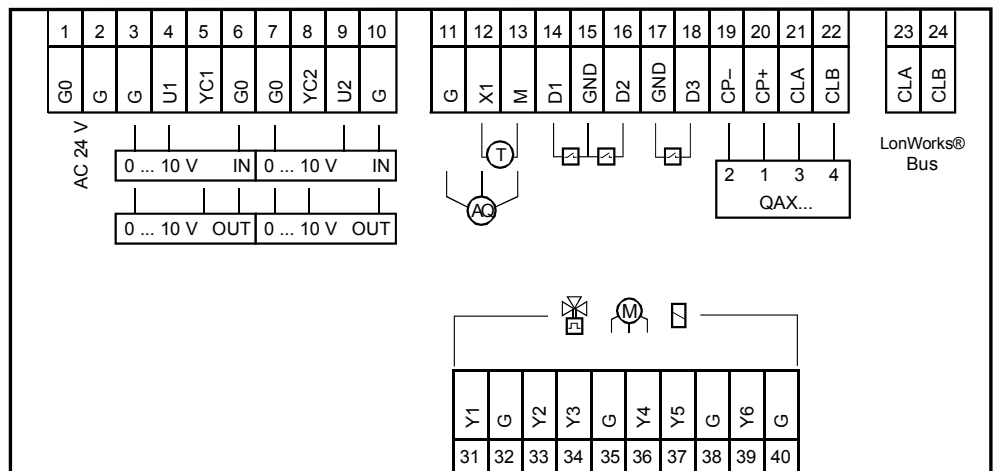 1 2 3 4 5 6 7 8 9 10 11 12 13 14 15 16 17 18 19 20 21 22 23 24
G0 G G U1 YC1 G0 G0 YC2 U2 G G X1 M D1 GND D2 GND D3 CP– CP+ CLA CLB CLA CLB
AC 24 V
0 ... 10 V IN 0 ... 10 V IN
0 ... 10 V OUT 0 ... 10 V OUT
T
AQ
2 1 3 4
QAX...
LonWorks®
Bus
M
Y1 G Y2 Y3 G Y4 Y5 G Y6 G
31 32 33 34 35 36 37 38 39 40